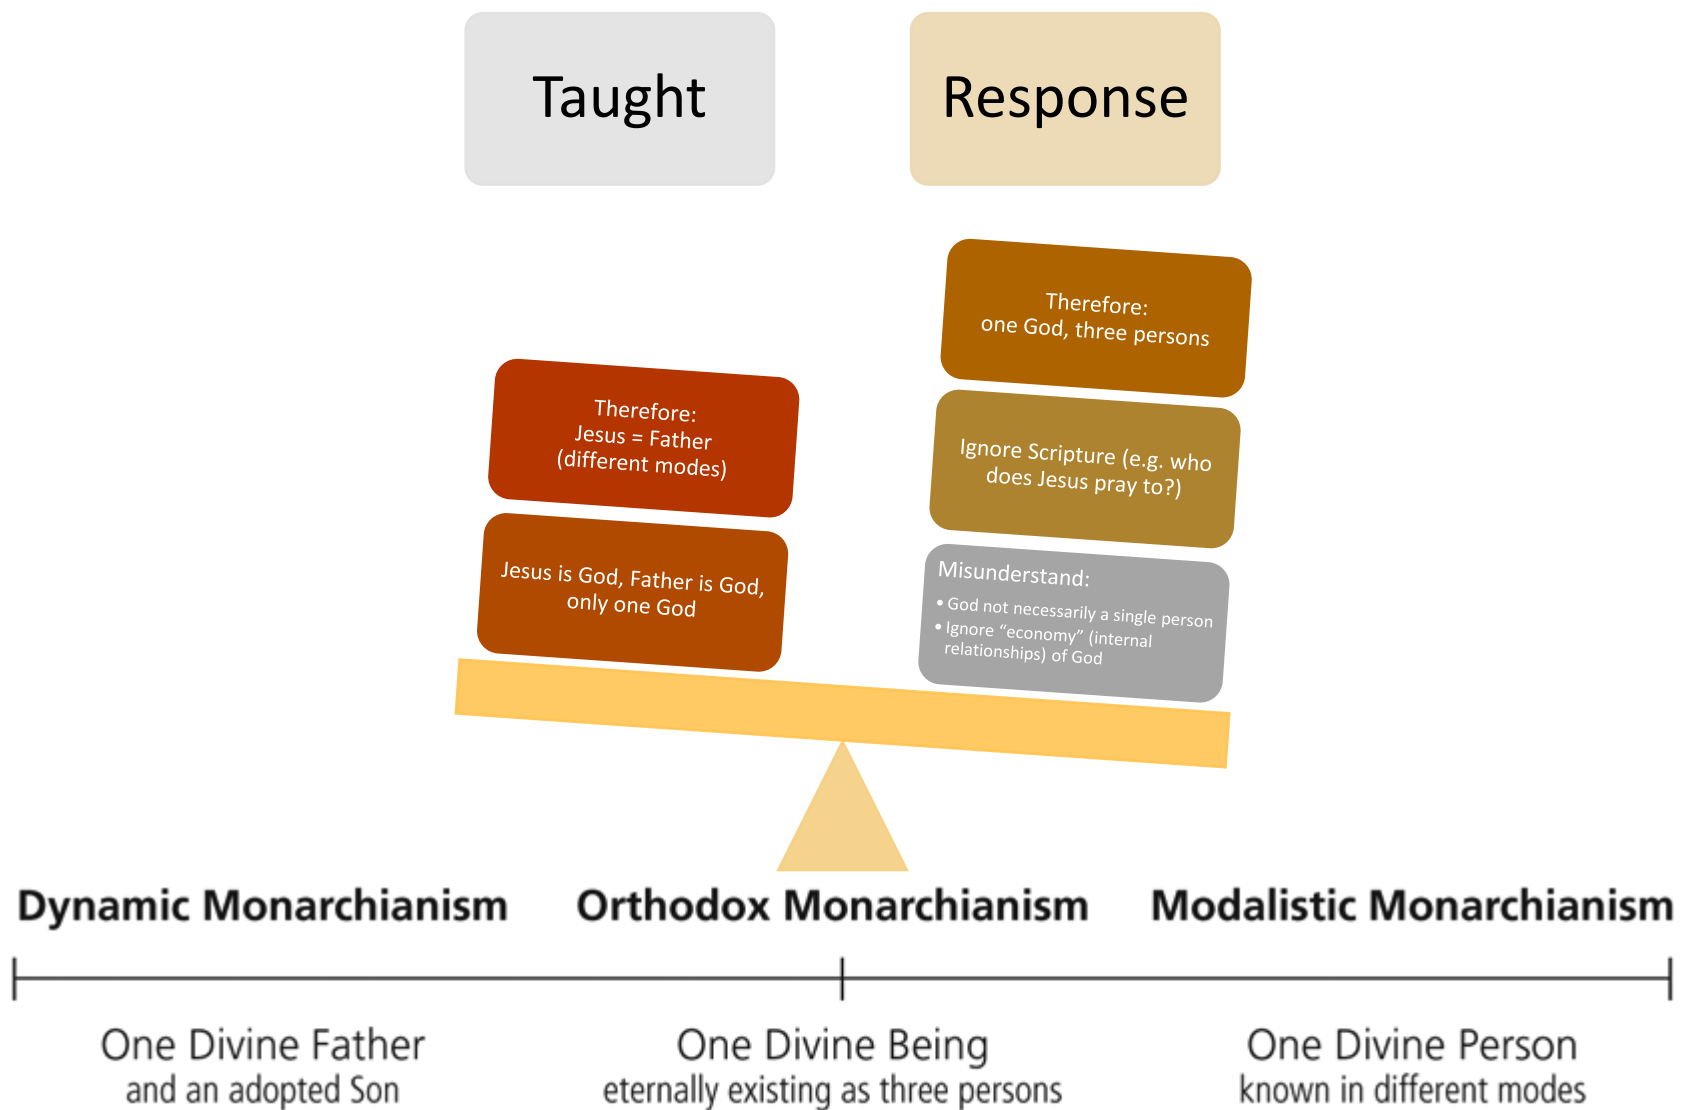 Taught
Response
Therefore:
Jesus = Father
(different modes)
Jesus is God, Father is God,
only one God
Therefore:
one God, three persons
Ignore Scripture (e.g. who
does Jesus pray to?)
Misunderstand:
• God not necessarily a single person
• Ignore “economy” (internal
relationships) of God
Dynamic Monarchianism
Orthodox Monarchianism
Modalistic Monarchianism
One Divine Father
and an adopted Son
One Divine Being
eternally existing as three persons
One Divine Person
known in different modes